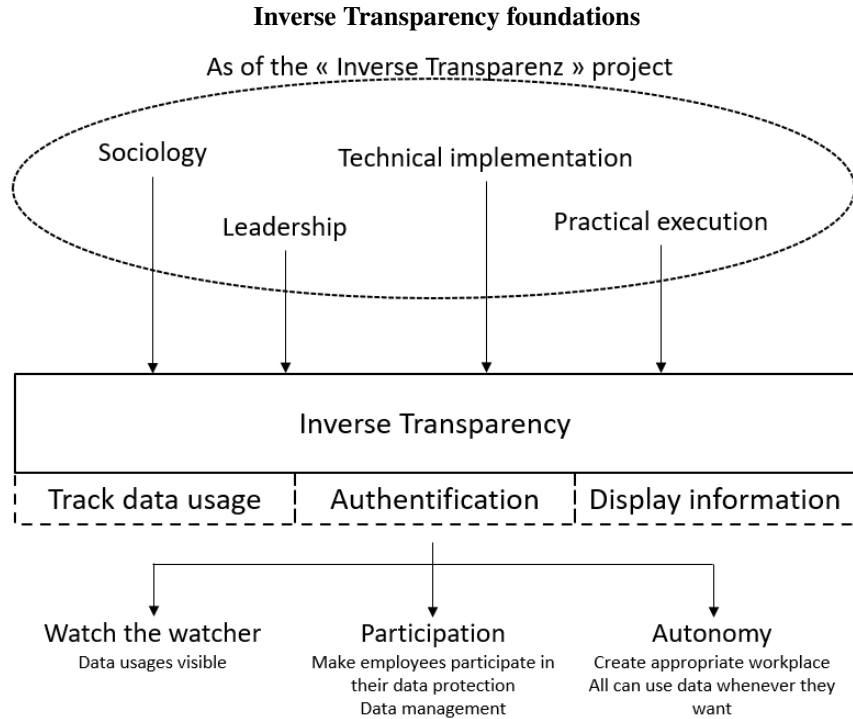 Inverse Transparency foundations
As of the « Inverse Transparenz » project
Sociology
Technical implementation
Leadership
Practical execution
Inverse Transparency
Track data usage
Authentification
Display information
Watch the watcher
Data usages visible
Participation
Make employees participate in
their data protection
Data management
Autonomy
Create appropriate workplace
All can use data whenever they
want